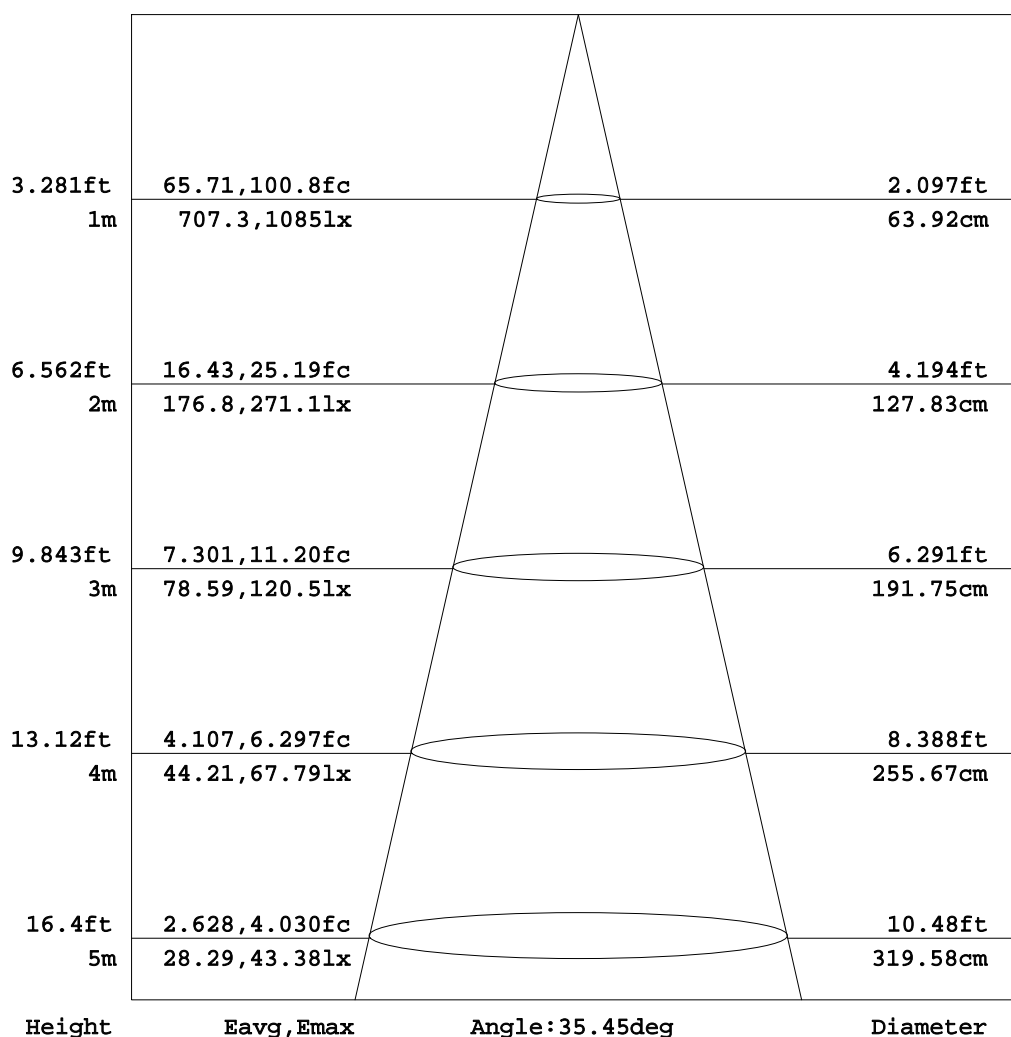 3.281ft 65.71,100.8fc 2.097ft
1m 707.3,1085lx 63.92cm
6.562ft 16.43,25.19fc 4.194ft
2m 176.8,271.1lx 127.83cm
9.843ft 7.301,11.20fc 6.291ft
3m 78.59,120.5lx 191.75cm
13.12ft 4.107,6.297fc 8.388ft
4m 44.21,67.79lx 255.67cm
16.4ft 2.628,4.030fc 10.48ft
5m 28.29,43.38lx 319.58cm
Height Eavg,Emax Angle:35.45deg Diameter